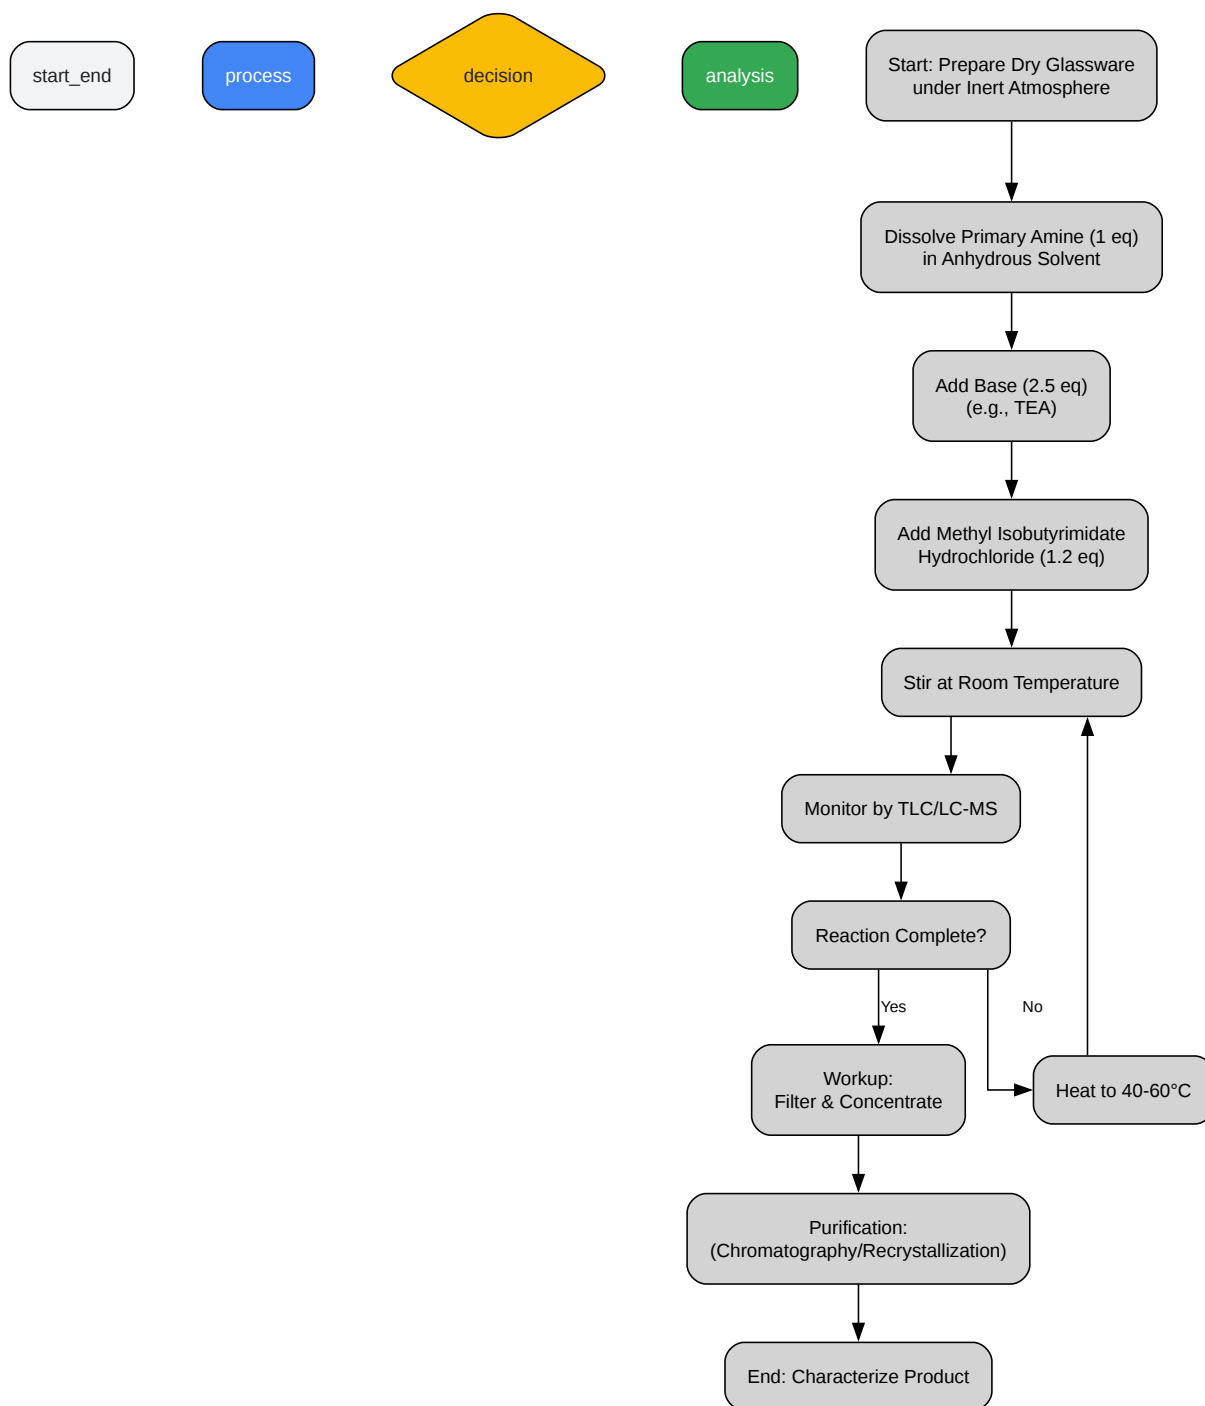 start_end
process
decision
analysis
Start: Prepare Dry Glassware
under Inert Atmosphere
Dissolve Primary Amine (1 eq)
in Anhydrous Solvent
Add Base (2.5 eq)
(e.g., TEA)
Add Methyl Isobutyrimidate
Hydrochloride (1.2 eq)
Stir at Room Temperature
Monitor by TLC/LC-MS
Reaction Complete?
Yes
No
Workup:
Filter & Concentrate
Heat to 40-60°C
Purification:
(Chromatography/Recrystallization)
End: Characterize Product